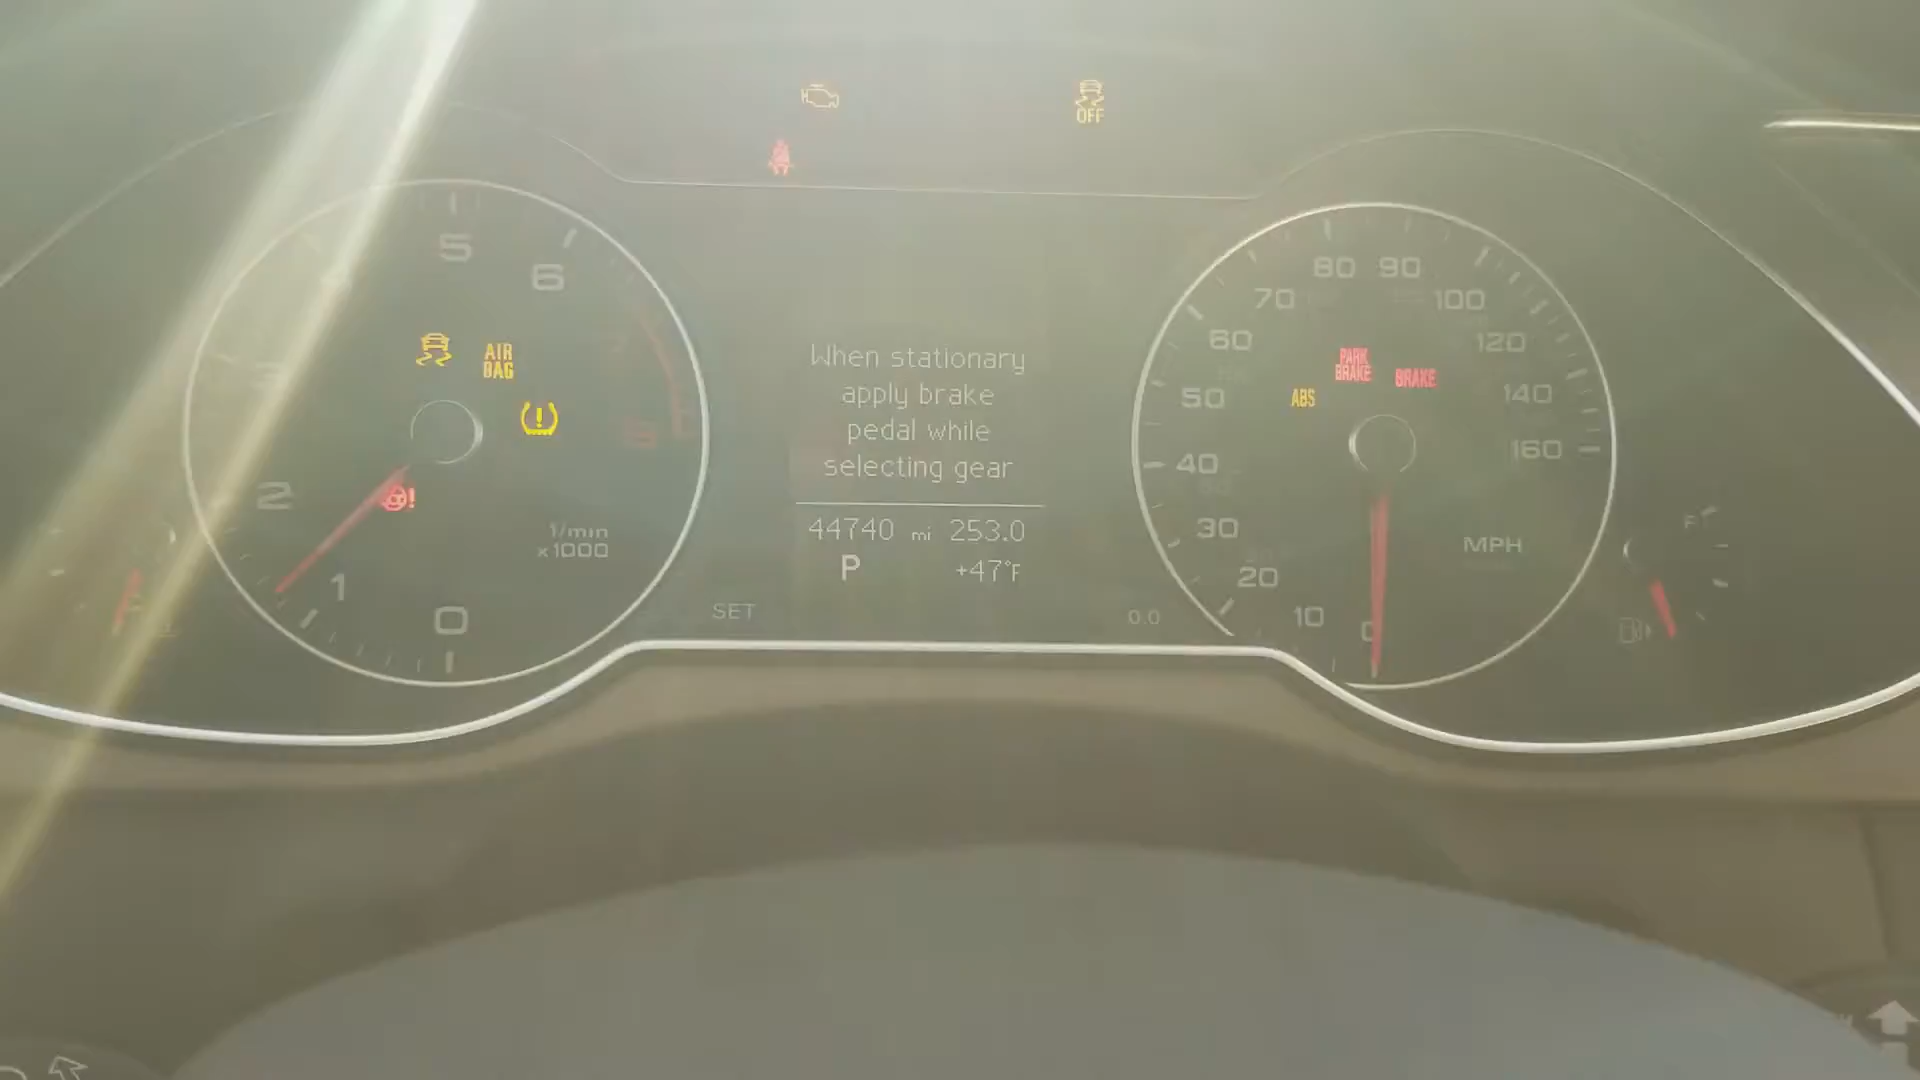 OFF
5
6
80 90
70
100
60
120
AIR
BAG
When stationary
apply brake
pedal while
selecting gear
PARK
BRAKE
BRAKE
ABS
50
140
40
160
2
1/min
x1000
44740 mi 253.0
P
+47°F
30
MPH
20
1
0
SET
0.0
10
0